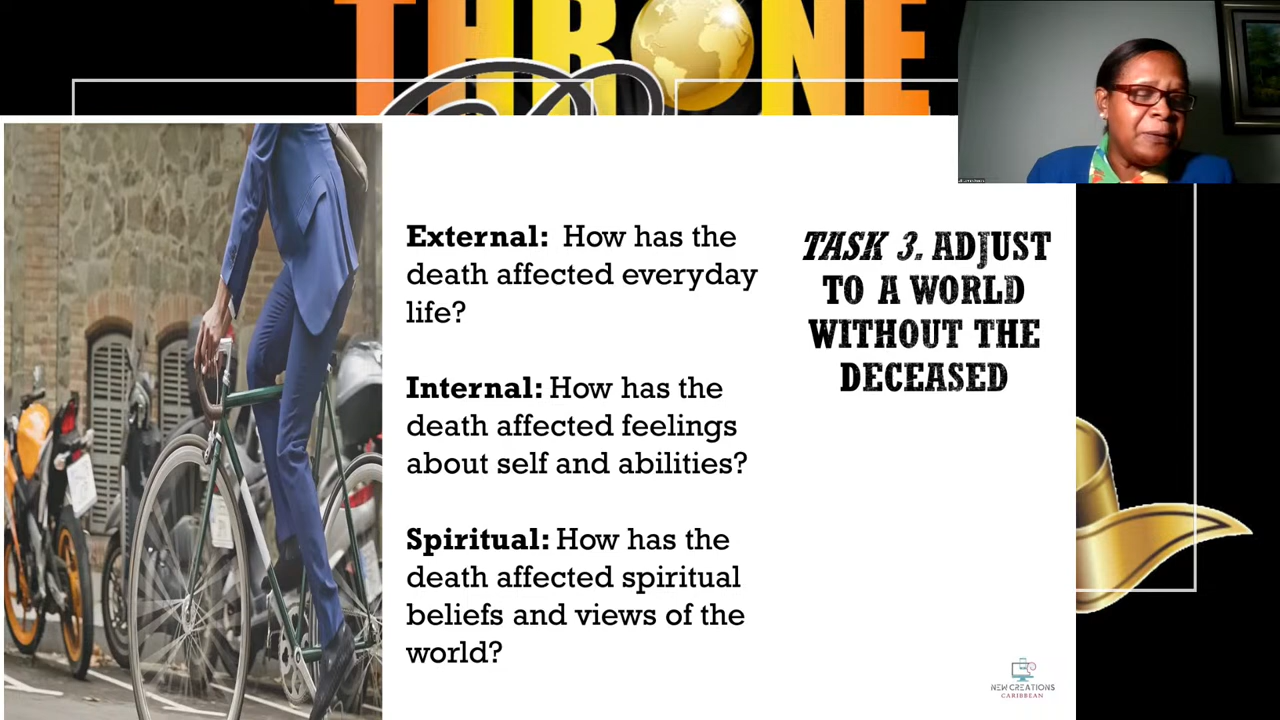 THRONE
External: How has the
death affected everyday
life?
Internal: How has the
death affected feelings
about self and abilities?
Spiritual: How has the
death affected spiritual
beliefs and views of the
world?
TASK 3. ADJUST
TO A WORLD
WITHOUT THE
DECEASED
NEW CREATIONS
CARIBBEAN